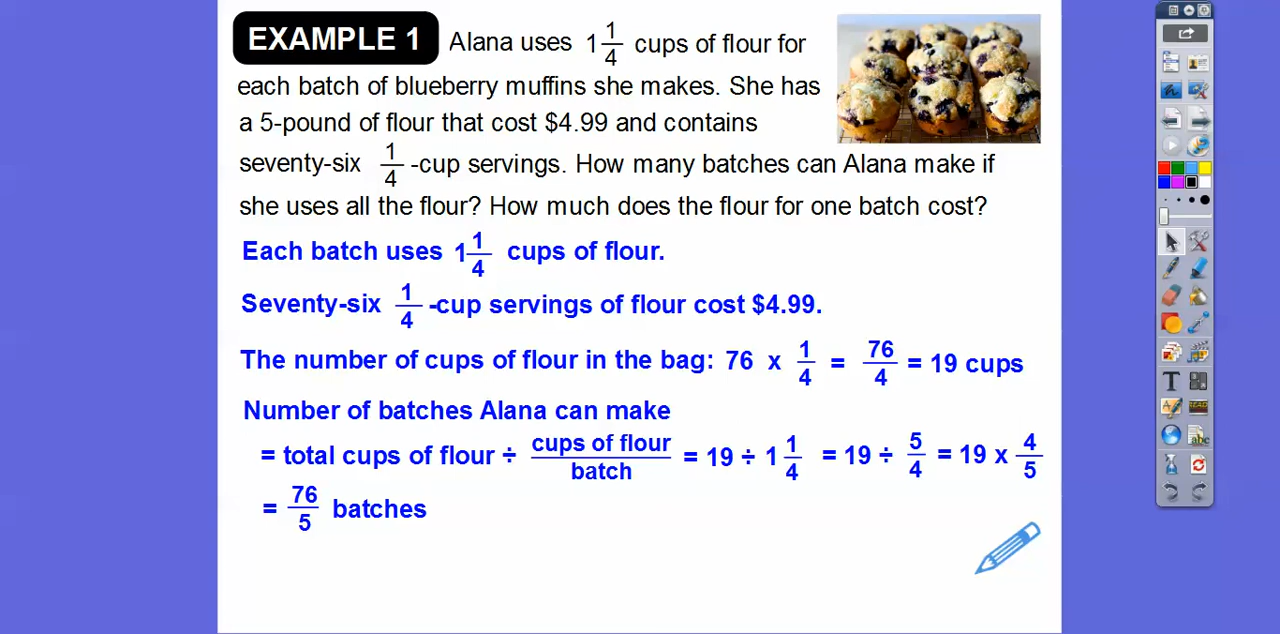 EXAMPLE 1 Alana uses 1 1/4 cups of flour for
each batch of blueberry muffins she makes. She has
a 5-pound of flour that cost $4.99 and contains
seventy-six 1/4 -cup servings. How many batches can Alana make if
she uses all the flour? How much does the flour for one batch cost?
Each batch uses 1 1/4 cups of flour.
Seventy-six 1/4 -cup servings of flour cost $4.99.
The number of cups of flour in the bag: 76 x 1/4 = 76/4 = 19 cups
Number of batches Alana can make
= total cups of flour ÷ cups of flour/batch = 19 ÷ 1 1/4 = 19 ÷ 5/4 = 19 x 4/5
= 76/5 batches